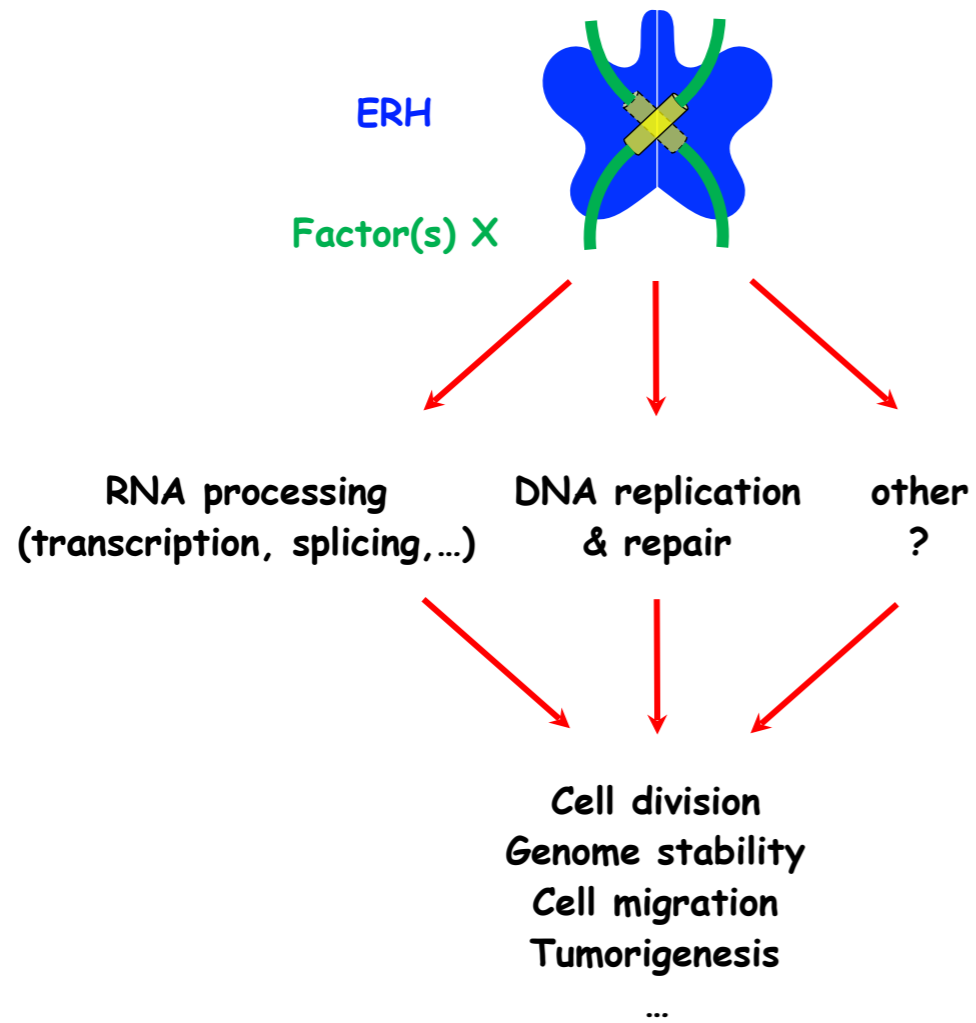 ERH
Factor(s) X
RNA processing
(transcription, splicing,…)
DNA replication
& repair
other
?
Cell division
Genome stability
Cell migration
Tumorigenesis
…